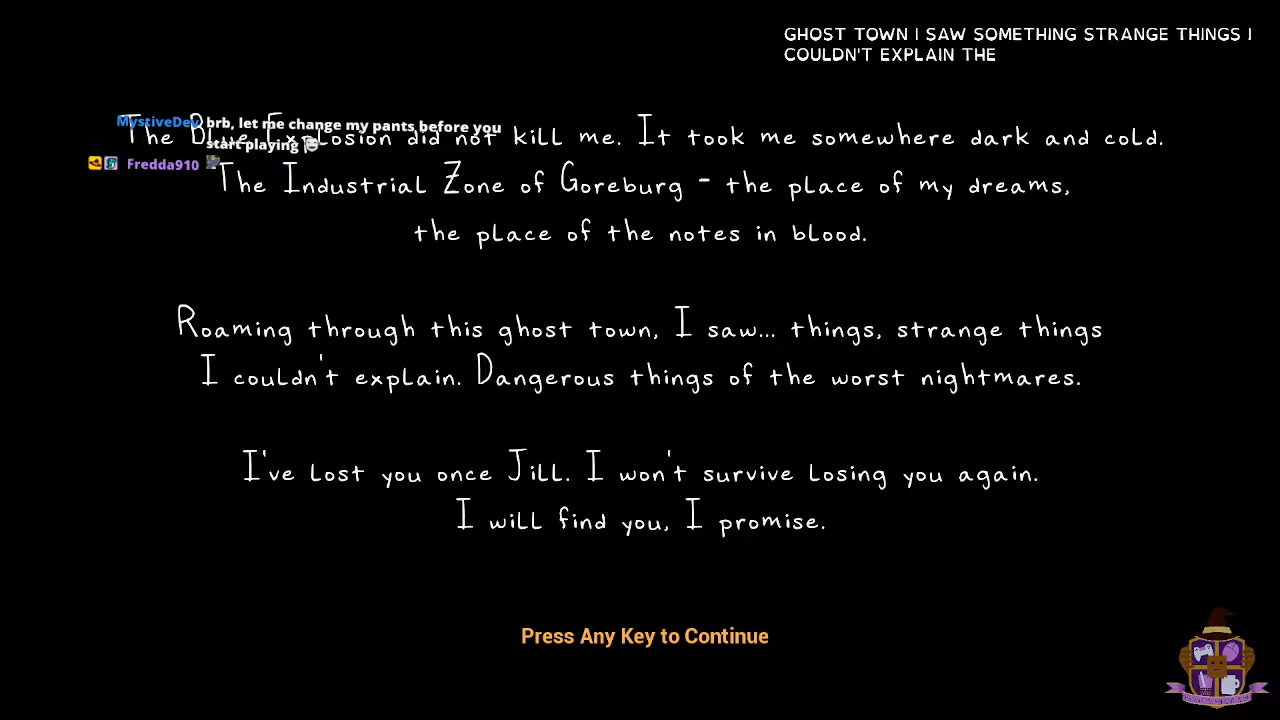 GHOST TOWN I SAW SOMETHING STRANGE THINGS I
COULDN'T EXPLAIN THE
MystiveDev brb, let me change my pants before you
start playing
Fredda910
The Blue Explosion did not kill me. It took me somewhere dark and cold.
The Industrial Zone of Goreburg - the place of my dreams,
the place of the notes in blood.
Roaming through this ghost town, I saw... things, strange things
I couldn't explain. Dangerous things of the worst nightmares.
I've lost you once Jill. I won't survive losing you again.
I will find you, I promise.
Press Any Key to Continue